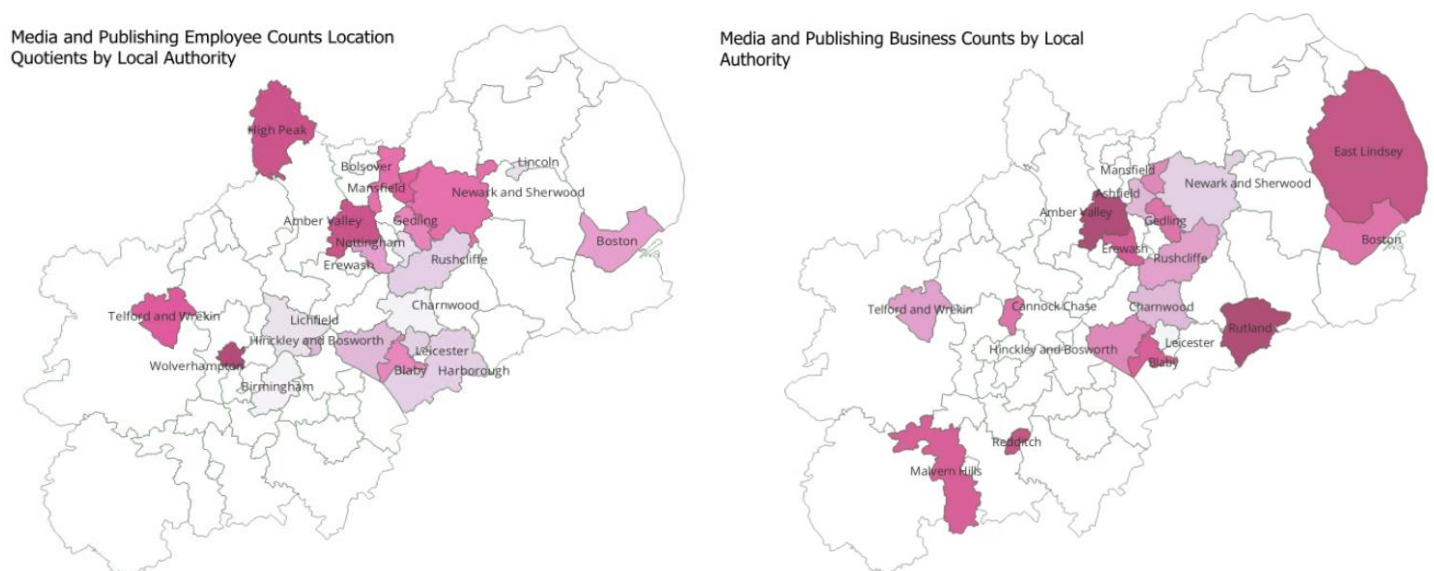 Media and Publishing Employee Counts Location
Quotients by Local Authority
High Peak
Bolsover
Lincoln
Mansfield
Newark and Sherwood
Amber Valley
Gedling
Nottingham
Boston
Erewash
Rushcliffe
Charnwood
Telford and Wrekin
Lichfield
Hinckley and Bosworth
Leicester
Wolverhampton
Blaby
Harborough
Birmingham
Media and Publishing Business Counts by Local
Authority
East Lindsey
Mansfield
Newark and Sherwood
Ashfield
Amber Valley
Gedling
Boston
Erewash
Rushcliffe
Telford and Wrekin
Cannock Chase
Charnwood
Rutland
Hinckley and Bosworth
Leicester
Blaby
Redditch
Malvern Hills